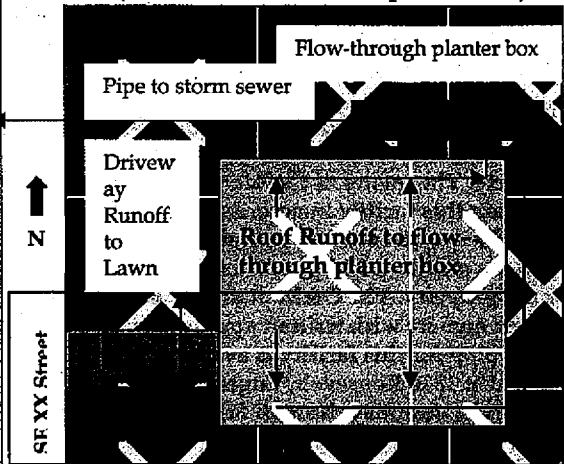 Flow-through planter box
Pipe to storm sewer
Drivew
ay
Runoff
to
Lawn
N
Roof Runoff to flow-
through planter box
SE XX Street